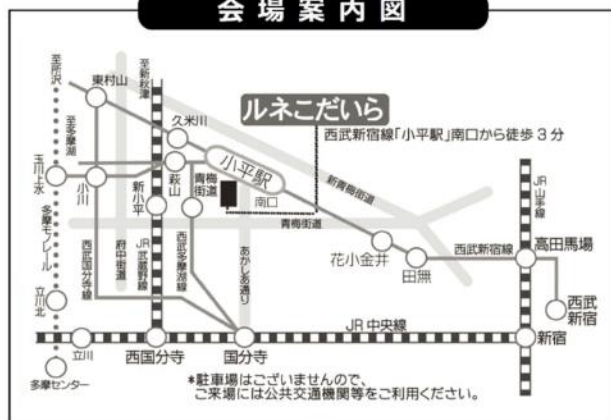 会場案内図
至所沢
東村山
至新秋津
至多摩湖
久米川
ルネこだいら
西武新宿線「小平駅」南口から徒歩3分
小平駅
新青梅街道
JR山手線
玉川上水
小川
新小平
萩山
青梅街道
南口
青梅街道
多摩モノレール
西武国分寺線
府中街道
JR武蔵野線
西武多摩湖線
あかしあ通り
花小金井
田無
西武新宿線
高田馬場
西武新宿
立川北
JR中央線
立川
西国分寺
国分寺
新宿
多摩センター
*駐車場はございませんので、
ご来場には公共交通機関等をご利用ください。